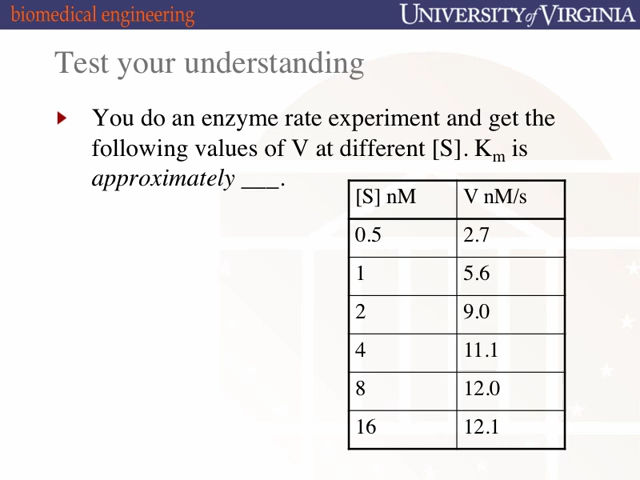 biomedical engineering
UNIVERSITY of VIRGINIA
Test your understanding
You do an enzyme rate experiment and get the
following values of V at different [S]. Km is
approximately ___.
[S] nM V nM/s
0.5 2.7
1 5.6
2 9.0
4 11.1
8 12.0
16 12.1